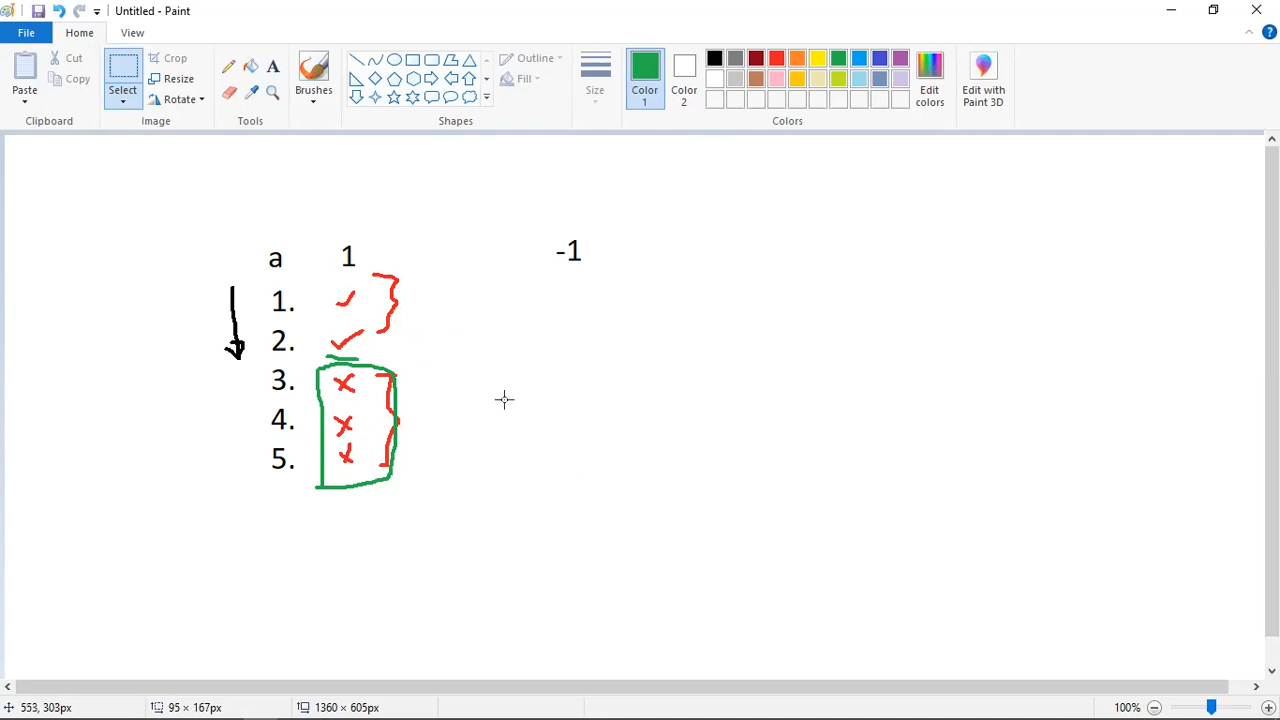 Untitled - Paint
File Home View
Paste Cut Copy
Clipboard
Select Crop Resize Rotate
Image
Tools
Brushes
Outline Fill
Shapes
Size
Color 1
Color 2
Edit colors
Colors
Edit with Paint 3D
a 1 -1
1.
2.
3.
4.
5.
553, 303px 95 × 167px 1360 × 605px 100%